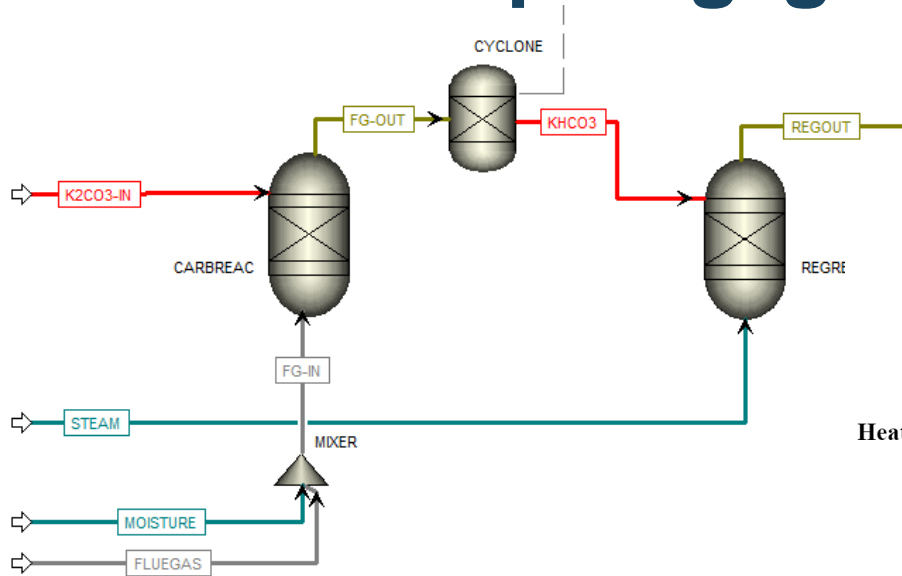 CYCLONE
FG-OUT
KHCO3
REGOUT
K2CO3-IN
CARBREAC
FG-IN
STEAM
MIXER
MOISTURE
FLUEGAS